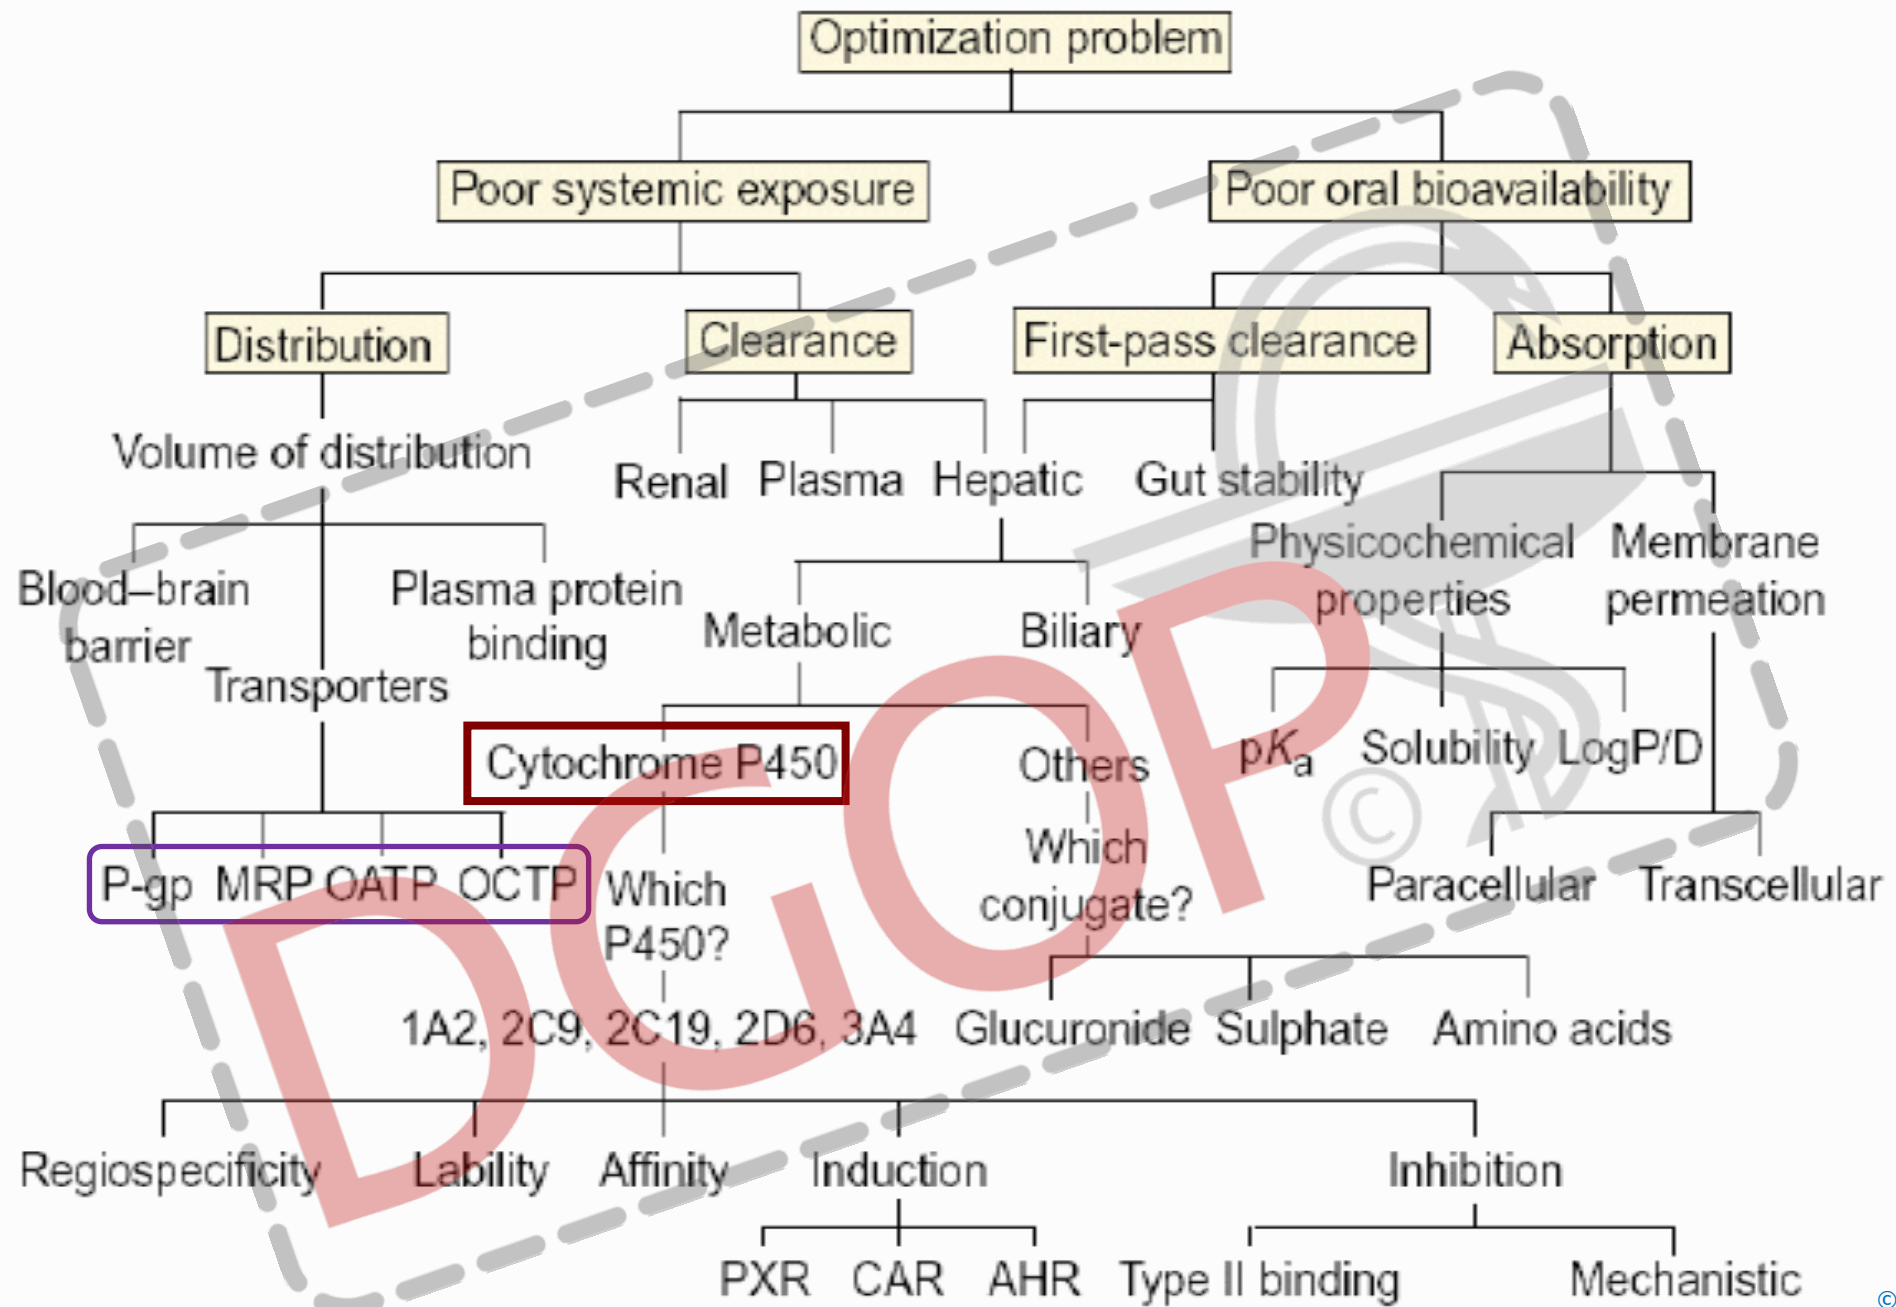 Optimization problem
Poor systemic exposure
Poor oral bioavailability
Distribution
Clearance
First-pass clearance
Absorption
Volume of distribution
Renal
Plasma
Hepatic
Gut stability
Physicochemical
properties
Membrane
permeation
Blood–brain
barrier
Plasma protein
binding
Transporters
Metabolic
Biliary
Cytochrome P450
Others
pKa
Solubility
LogP/D
P-gp
MRP
OATP
OCTP
Which
P450?
Which
conjugate?
Paracellular
Transcellular
1A2, 2C9, 2C19, 2D6, 3A4
Glucuronide
Sulphate
Amino acids
Regiospecificity
Lability
Affinity
Induction
Inhibition
PXR
CAR
AHR
Type II binding
Mechanistic
DGOP
©
©